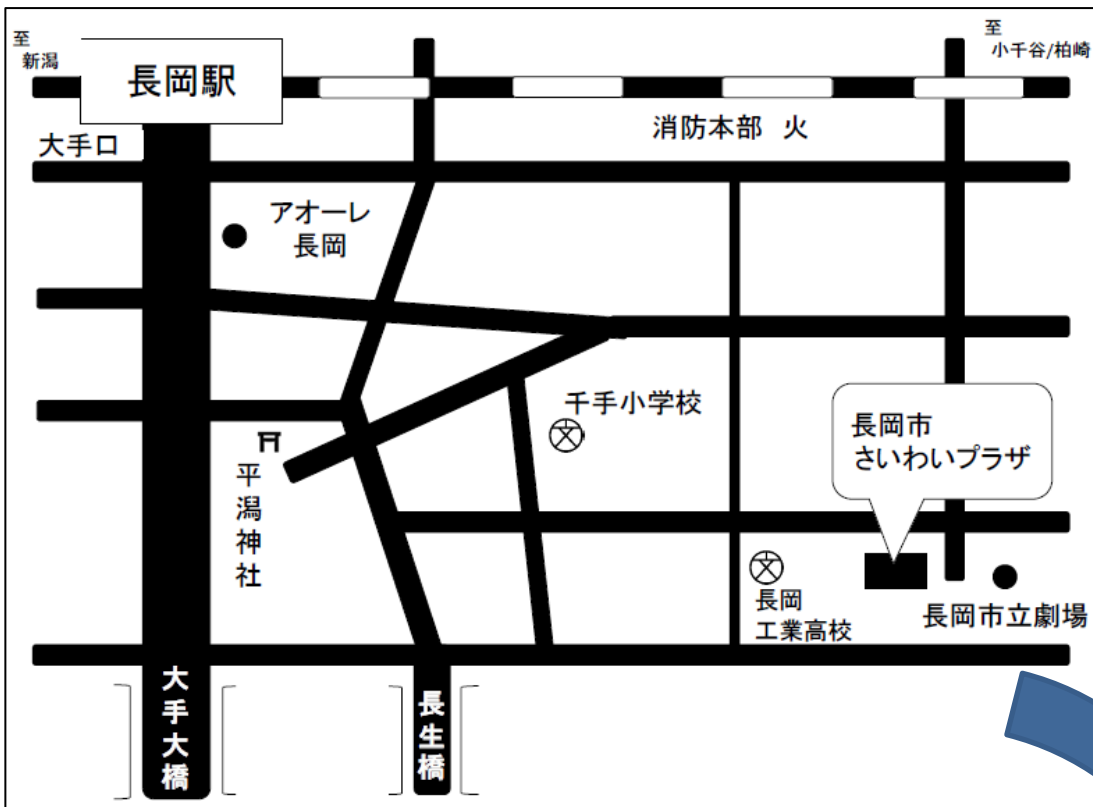 至
新潟
長岡駅
至
小千谷/柏崎
大手口
消防本部 火
アオーレ
長岡
千手小学校
文
長岡市
さいわいプラザ
平潟神社
文
長岡
工業高校
長岡市立劇場
大手大橋
長生橋